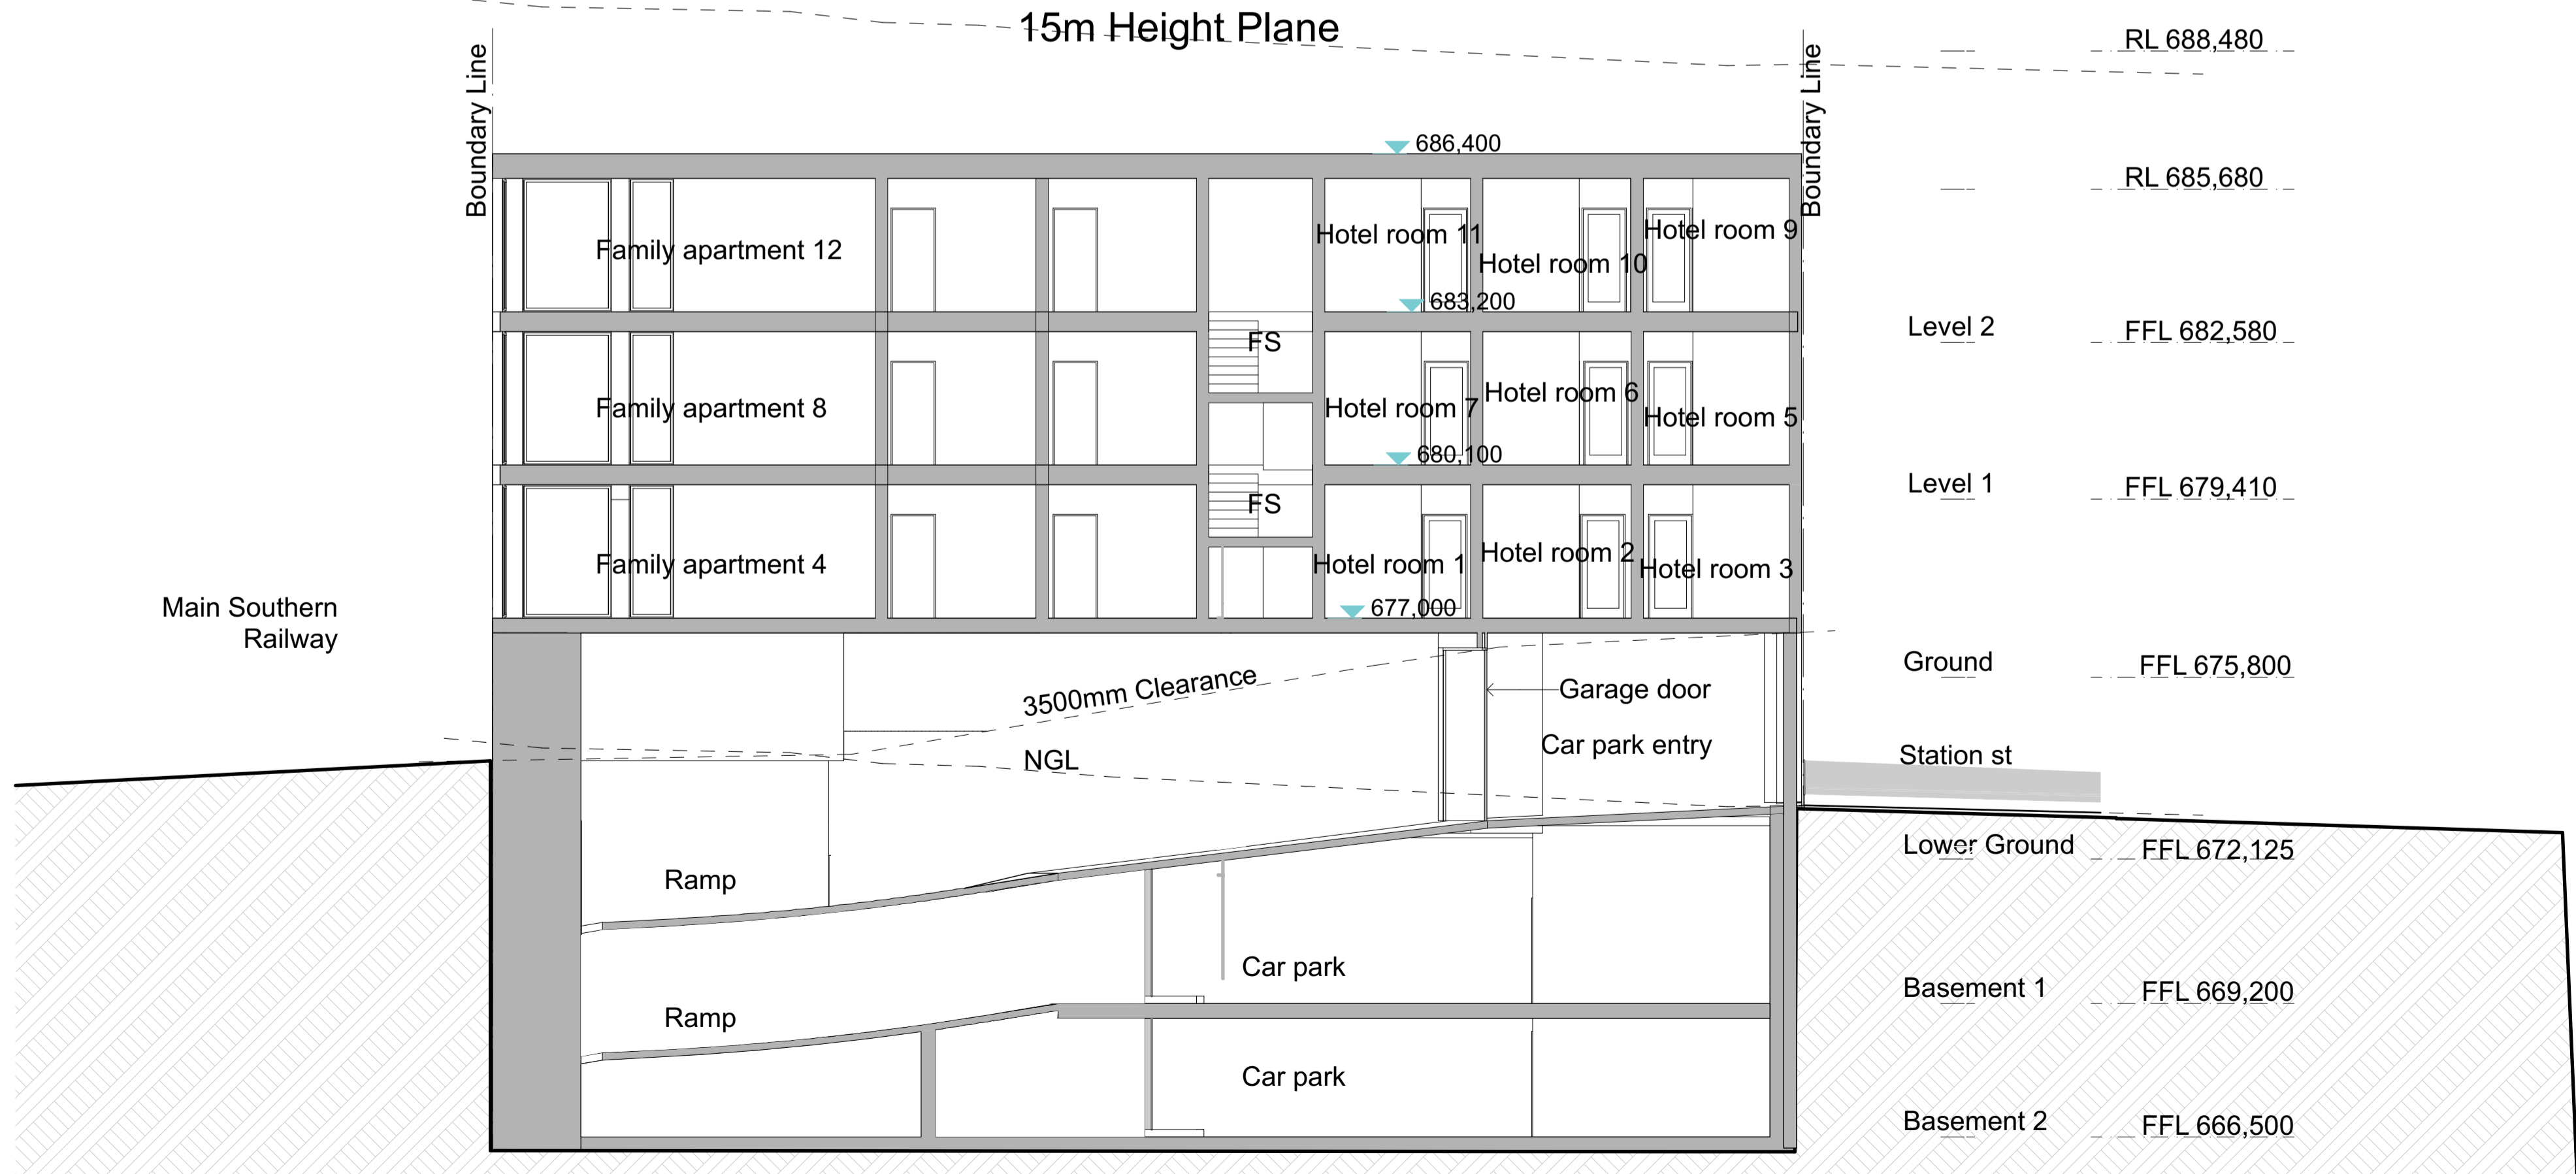 15m Height Plane
RL 688,480
Boundary Line
Boundary Line
686,400
RL 685,680
Family apartment 12
Hotel room 11
Hotel room 10
Hotel room 9
683,200
FS
Level 2
FFL 682,580
Family apartment 8
Hotel room 7
Hotel room 6
Hotel room 5
680,100
FS
Level 1
FFL 679,410
Family apartment 4
Hotel room 1
Hotel room 2
Hotel room 3
677,000
Main Southern
Railway
3500mm Clearance
Garage door
Ground
FFL 675,800
NGL
Car park entry
Station st
Ramp
Lower Ground
FFL 672,125
Car park
Ramp
Basement 1
FFL 669,200
Car park
Basement 2
FFL 666,500